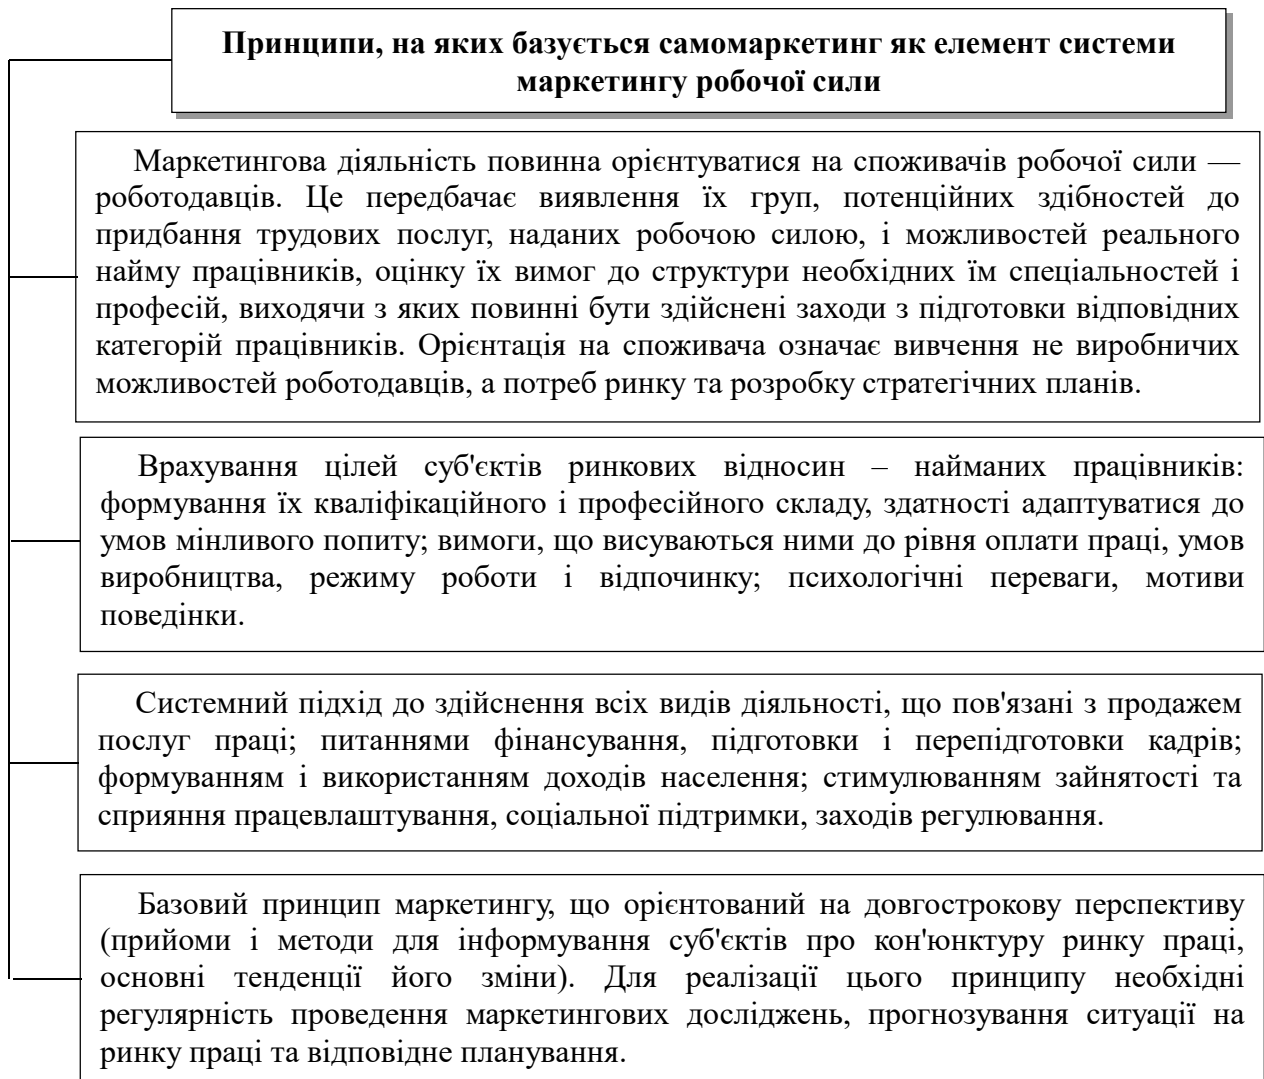 Принципи, на яких базується самомаркетинг як елемент системи
маркетингу робочої сили
Маркетингова діяльність повинна орієнтуватися на споживачів робочої сили —
роботодавців. Це передбачає виявлення їх груп, потенційних здібностей до
придбання трудових послуг, наданих робочою силою, і можливостей реального
найму працівників, оцінку їх вимог до структури необхідних їм спеціальностей і
професій, виходячи з яких повинні бути здійснені заходи з підготовки відповідних
категорій працівників. Орієнтація на споживача означає вивчення не виробничих
можливостей роботодавців, а потреб ринку та розробку стратегічних планів.
Врахування цілей суб'єктів ринкових відносин – найманих працівників:
формування їх кваліфікаційного і професійного складу, здатності адаптуватися до
умов мінливого попиту; вимоги, що висуваються ними до рівня оплати праці, умов
виробництва, режиму роботи і відпочинку; психологічні переваги, мотиви
поведінки.
Системний підхід до здійснення всіх видів діяльності, що пов'язані з продажем
послуг праці; питаннями фінансування, підготовки і перепідготовки кадрів;
формуванням і використанням доходів населення; стимулюванням зайнятості та
сприяння працевлаштування, соціальної підтримки, заходів регулювання.
Базовий принцип маркетингу, що орієнтований на довгострокову перспективу
(прийоми і методи для інформування суб'єктів про кон'юнктуру ринку праці,
основні тенденції його зміни). Для реалізації цього принципу необхідні
регулярність проведення маркетингових досліджень, прогнозування ситуації на
ринку праці та відповідне планування.